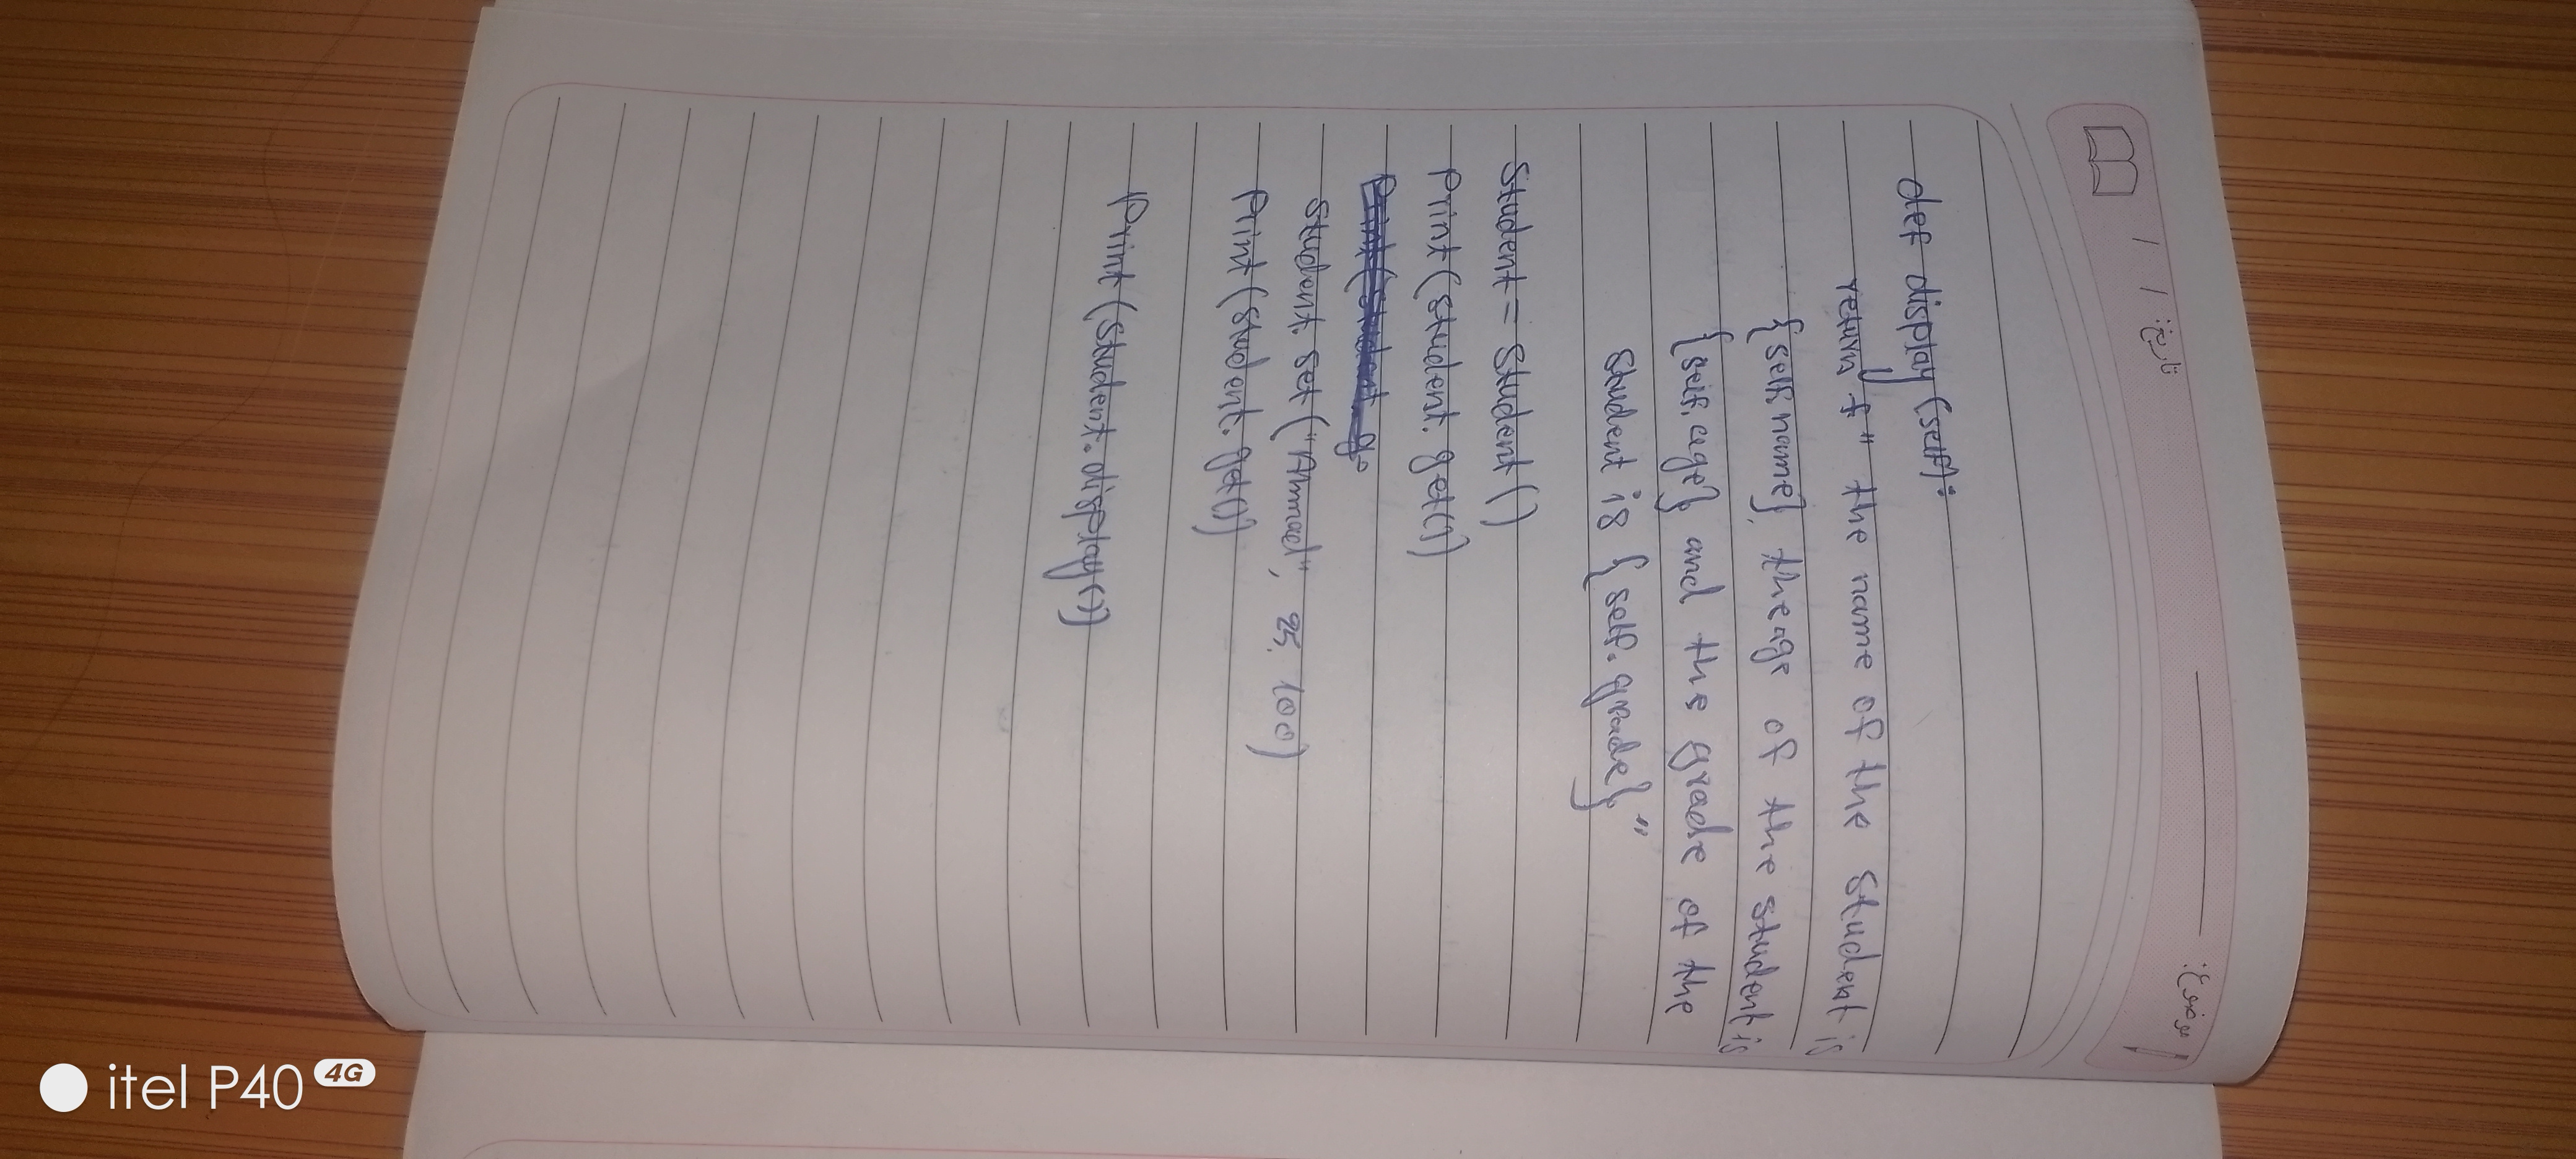 تاريخ: / /
موضوع:
def display (self):
return f" the name of the student is
{self name}, the age of the student is
{self.age} and the grade of the
student is {self.grade}"
Student = Student ()
Print (student. get())
Student. set ("Ahmad", 25, 100)
Print (student. get())
Print (student. display())
itel P40 4G